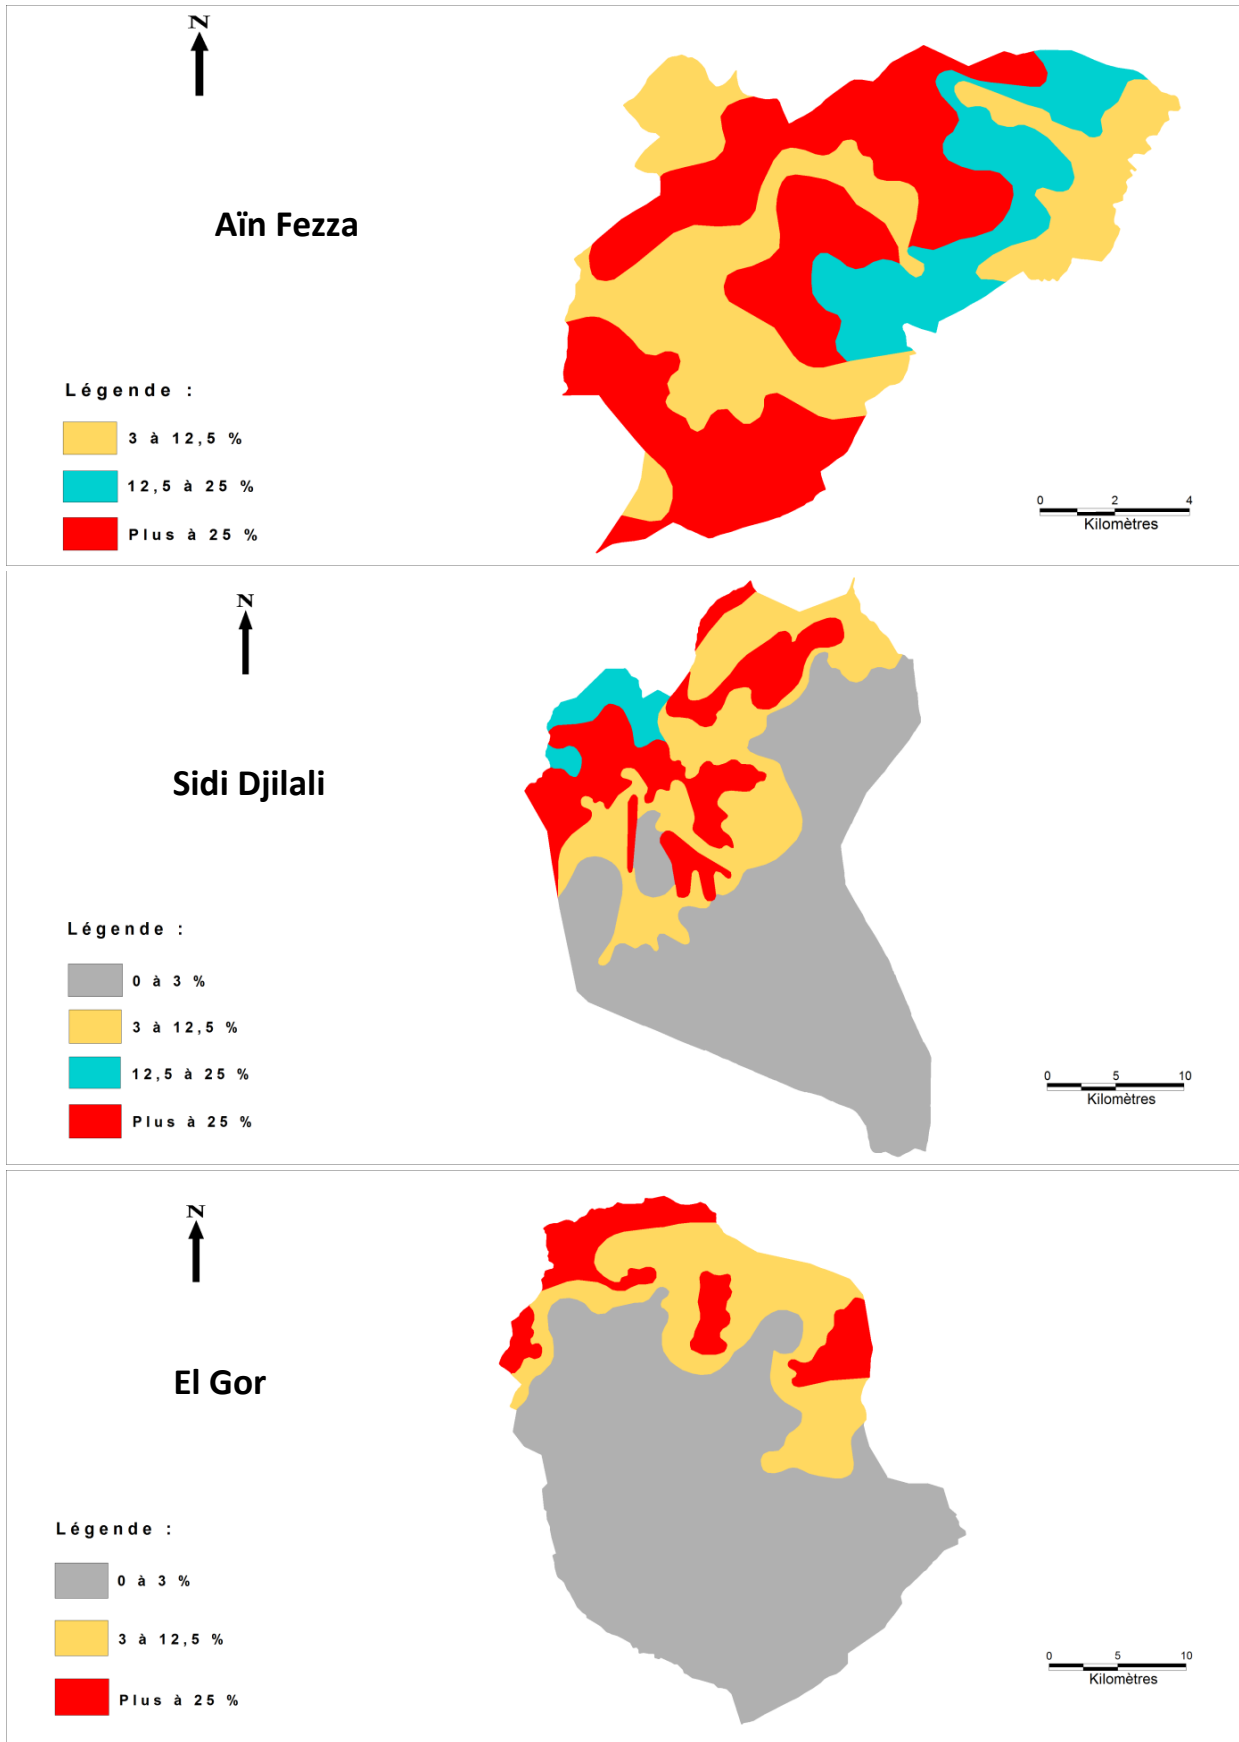 N
Aïn Fezza
Légende :
3 à 12,5 %
12,5 à 25 %
Plus à 25 %
0 2 4
Kilomètres
N
Sidi Djilali
Légende :
0 à 3 %
3 à 12,5 %
12,5 à 25 %
Plus à 25 %
0 5 10
Kilomètres
N
El Gor
Légende :
0 à 3 %
3 à 12,5 %
Plus à 25 %
0 5 10
Kilomètres